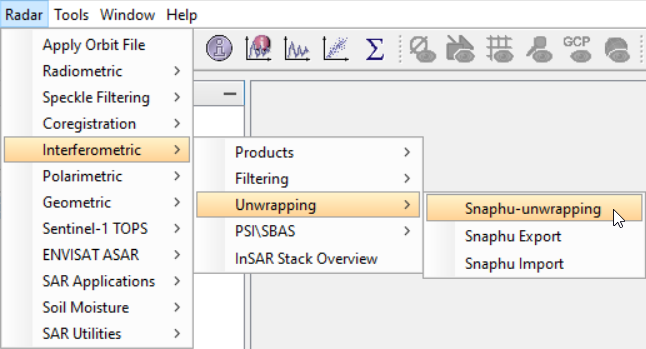 Radar Tools Window Help
Apply Orbit File
Radiometric
Speckle Filtering
Coregistration
Interferometric
Polarimetric
Geometric
Sentinel-1 TOPS
ENVISAT ASAR
SAR Applications
Soil Moisture
SAR Utilities
GCP
Products
Filtering
Unwrapping
PSI\SBAS
InSAR Stack Overview
Snaphu-unwrapping
Snaphu Export
Snaphu Import